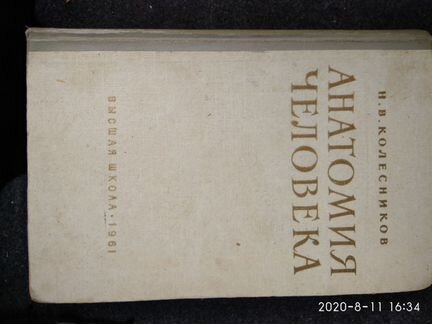 Н. В. КОЛЕСНИКОВ
АНАТОМИЯ
ЧЕЛОВЕКА
ВЫСШАЯ ШКОЛА • 1961
2020-8-11 16:34